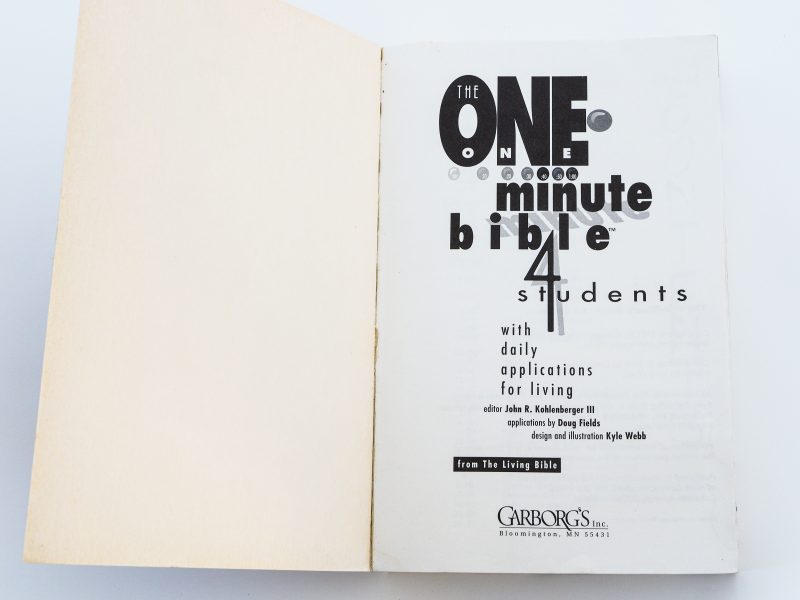 THE
ONE
ONE
minute
bible™
4
students
with
daily
applications
for living
editor John R. Kohlenberger III
applications by Doug Fields
design and illustration Kyle Webb
from The Living Bible
GARBORG'S Inc.
Bloomington, MN 55431